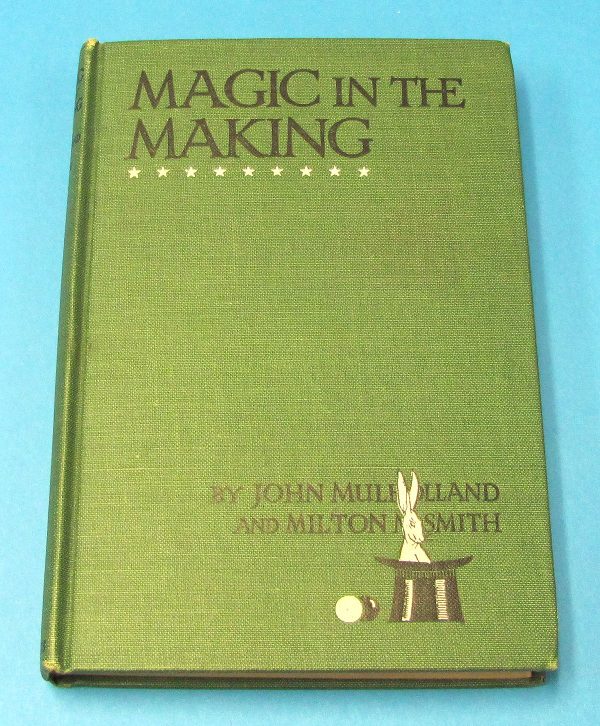 MAGIC IN THE
MAKING
BY JOHN MULHOLLAND
AND MILTON M. SMITH